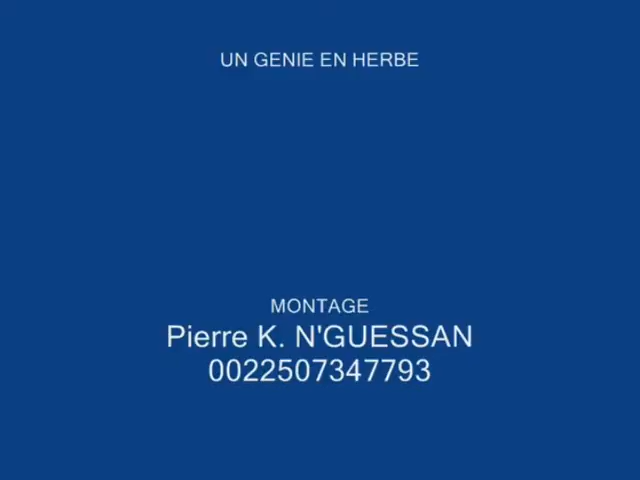 UN GENIE EN HERBE
MONTAGE
Pierre K. N'GUESSAN
0022507347793